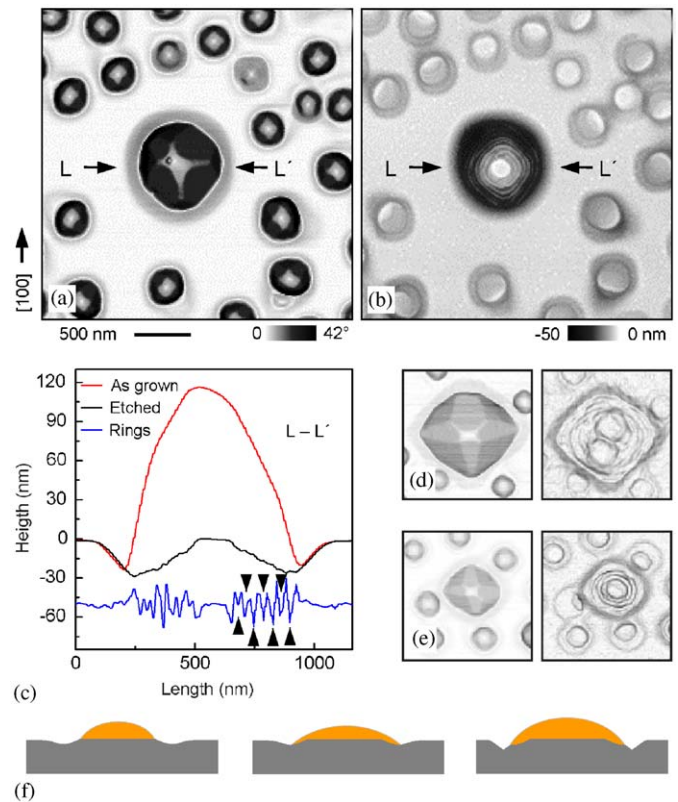 L
L´
(a)
L
L´
(b)
[100]
500 nm
0
42°
-50
0 nm
120
90
60
30
0
-30
-60
As grown
Etched
Rings
L – L´
Heigth (nm)
0
500
1000
Length (nm)
(c)
(d)
(e)
(f)